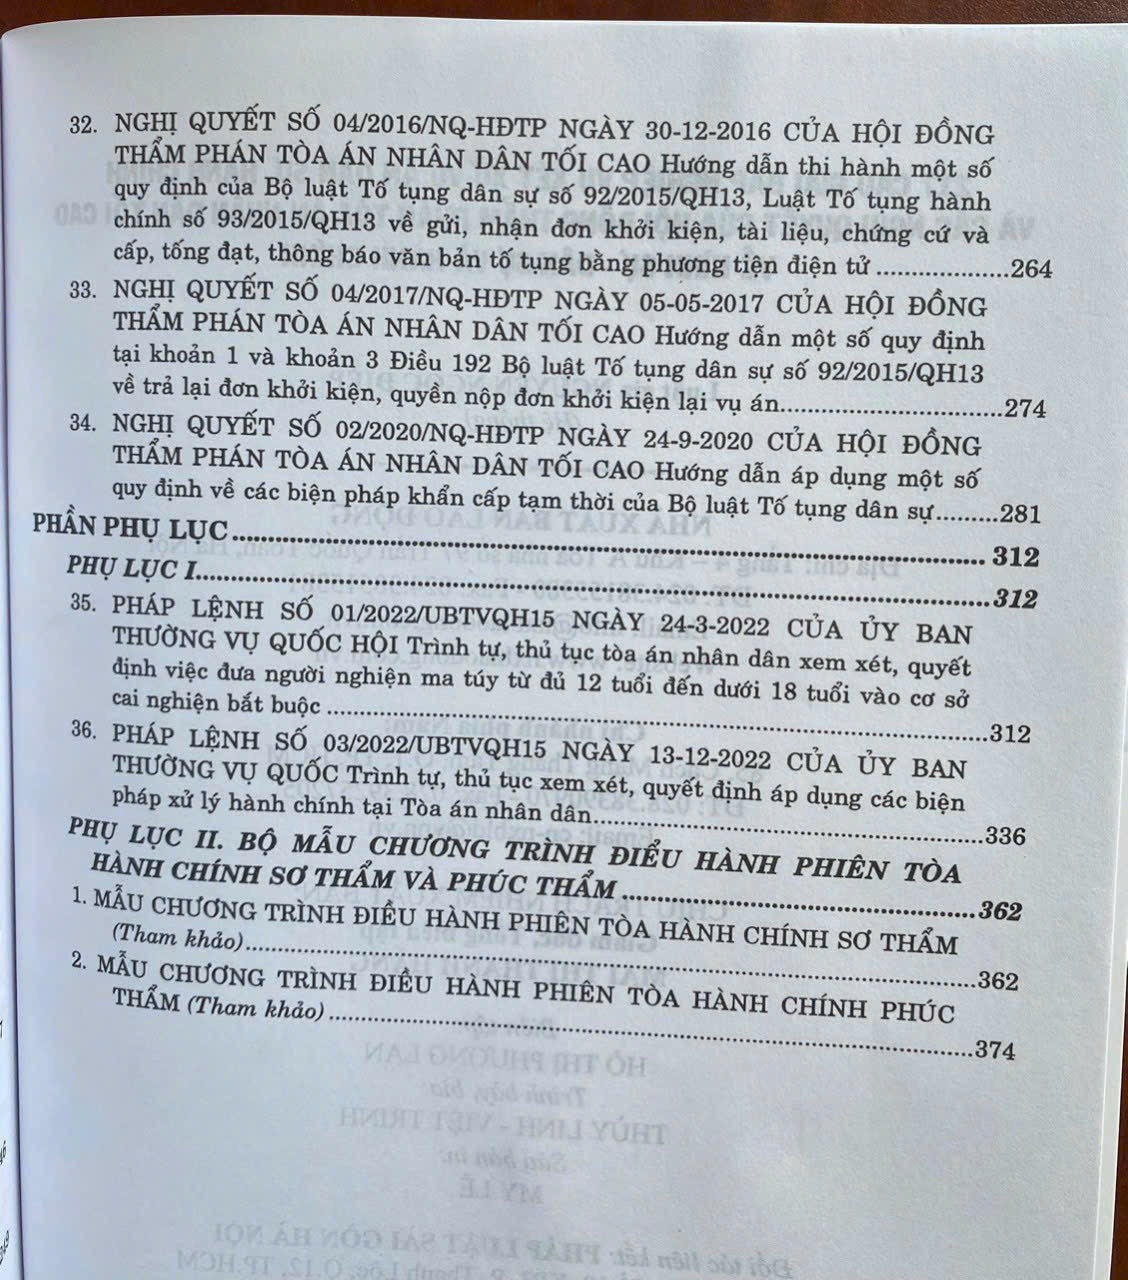 32. NGHỊ QUYẾT SỐ 04/2016/NQ-HĐTP NGÀY 30-12-2016 CỦA HỘI ĐỒNG
THẨM PHÁN TÒA ÁN NHÂN DÂN TỐI CAO Hướng dẫn thi hành một số
quy định của Bộ luật Tố tụng dân sự số 92/2015/QH13, Luật Tố tụng hành
chính số 93/2015/QH13 về gửi, nhận đơn khởi kiện, tài liệu, chứng cứ và
cấp, tống đạt, thông báo văn bản tố tụng bằng phương tiện điện tử ...................264
33. NGHỊ QUYẾT SỐ 04/2017/NQ-HĐTP NGÀY 05-05-2017 CỦA HỘI ĐỒNG
THẨM PHÁN TÒA ÁN NHÂN DÂN TỐI CAO Hướng dẫn một số quy định
tại khoản 1 và khoản 3 Điều 192 Bộ luật Tố tụng dân sự số 92/2015/QH13
về trả lại đơn khởi kiện, quyền nộp đơn khởi kiện lại vụ án................................274
34. NGHỊ QUYẾT SỐ 02/2020/NQ-HĐTP NGÀY 24-9-2020 CỦA HỘI ĐỒNG
THẨM PHÁN TÒA ÁN NHÂN DÂN TỐI CAO Hướng dẫn áp dụng một số
quy định về các biện pháp khẩn cấp tạm thời của Bộ luật Tố tụng dân sự.........281
PHẦN PHỤ LỤC.......................................................................................... 312
PHỤ LỤC I................................................................................................312
35. PHÁP LỆNH SỐ 01/2022/UBTVQH15 NGÀY 24-3-2022 CỦA ỦY BAN
THƯỜNG VỤ QUỐC HỘI Trình tự, thủ tục tòa án nhân dân xem xét, quyết
định việc đưa người nghiện ma túy từ đủ 12 tuổi đến dưới 18 tuổi vào cơ sở
cai nghiện bắt buộc ................................................................................................312
36. PHÁP LỆNH SỐ 03/2022/UBTVQH15 NGÀY 13-12-2022 CỦA ỦY BAN
THƯỜNG VỤ QUỐC Trình tự, thủ tục xem xét, quyết định áp dụng các biện
pháp xử lý hành chính tại Tòa án nhân dân.........................................................336
PHỤ LỤC II. BỘ MẪU CHƯƠNG TRÌNH ĐIỀU HÀNH PHIÊN TÒA
HÀNH CHÍNH SƠ THẨM VÀ PHÚC THẨM..................................................362
1. MẪU CHƯƠNG TRÌNH ĐIỀU HÀNH PHIÊN TÒA HÀNH CHÍNH SƠ THẨM
(Tham khảo)..........................................................................................................362
2. MẪU CHƯƠNG TRÌNH ĐIỀU HÀNH PHIÊN TÒA HÀNH CHÍNH PHÚC
THẨM (Tham khảo) .............................................................................................374